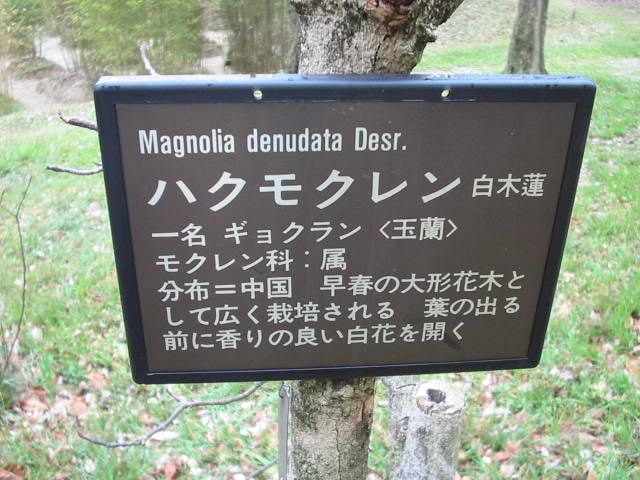 Magnolia denudata Desr.
ハクモクレン 白木蓮
一名 ギョクラン〈玉蘭〉
モクレン科：属
分布＝中国 早春の大形花木と
して広く栽培される 葉の出る
前に香りの良い白花を開く